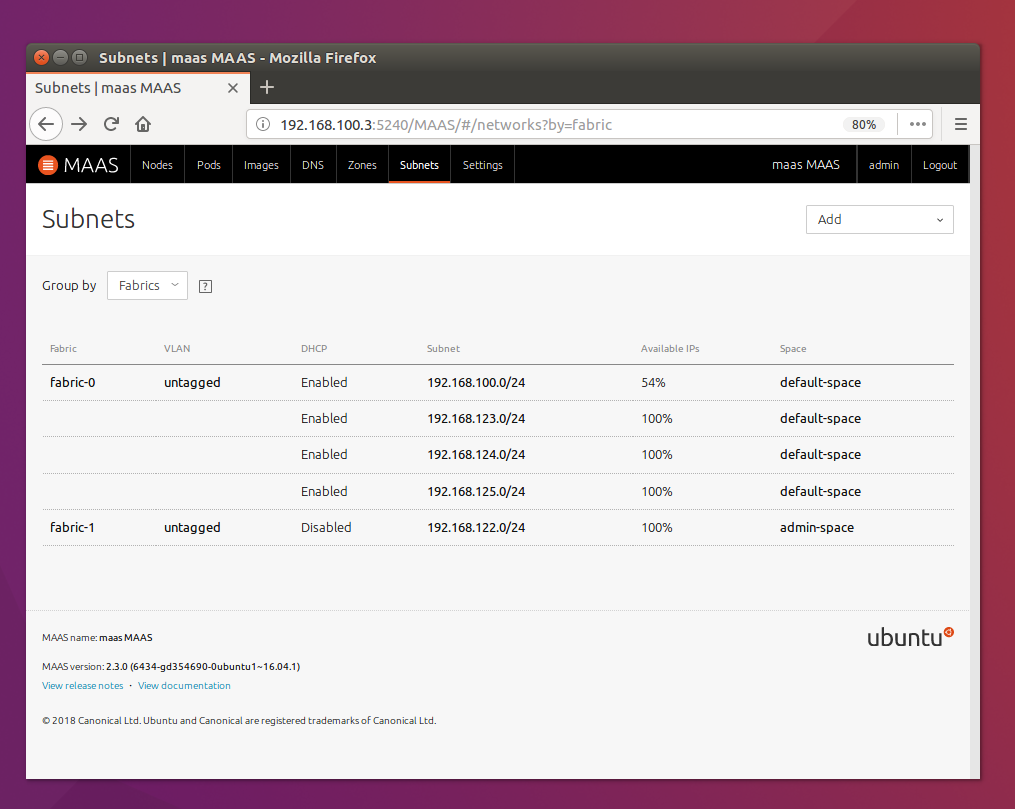 Subnets | maas MAAS - Mozilla Firefox
Subnets | maas MAAS
192.168.100.3:5240/MAAS/#/networks?by=fabric 80%
MAAS Nodes Pods Images DNS Zones Subnets Settings maas MAAS admin Logout
Subnets Add
Group by Fabrics ?
Fabric VLAN DHCP Subnet Available IPs Space
fabric-0 untagged Enabled 192.168.100.0/24 54% default-space
Enabled 192.168.123.0/24 100% default-space
Enabled 192.168.124.0/24 100% default-space
Enabled 192.168.125.0/24 100% default-space
fabric-1 untagged Disabled 192.168.122.0/24 100% admin-space
MAAS name: maas MAAS ubuntu
MAAS version: 2.3.0 (6434-gd354690-0ubuntu1~16.04.1)
View release notes · View documentation
© 2018 Canonical Ltd. Ubuntu and Canonical are registered trademarks of Canonical Ltd.